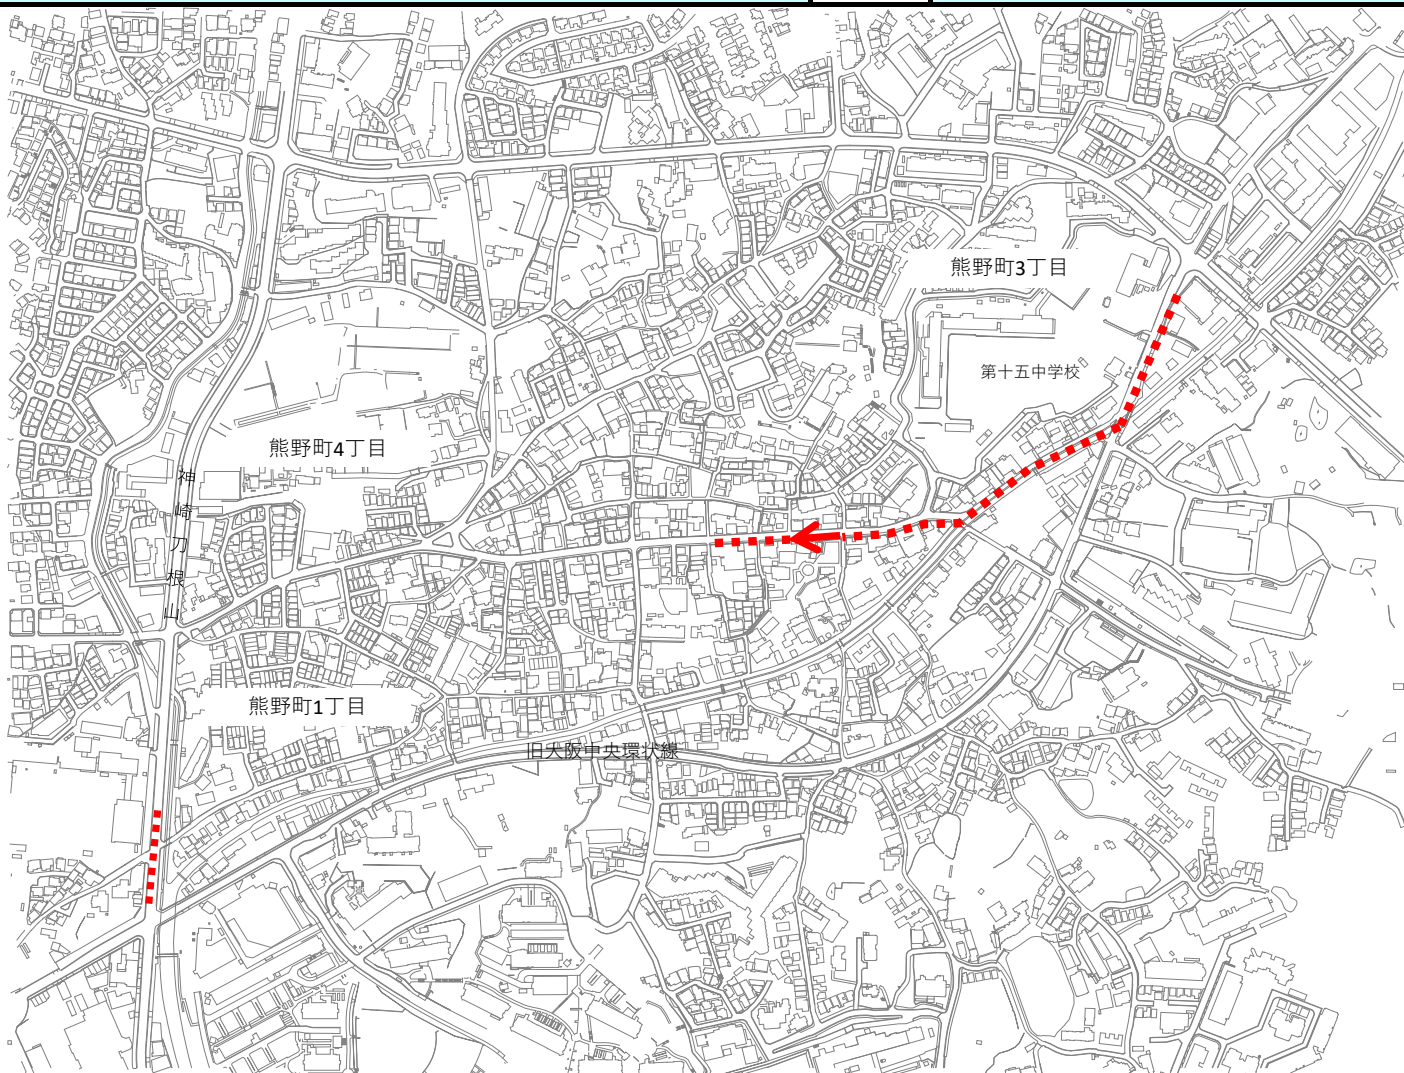 熊野町3丁目
第十五中学校
熊野町4丁目
神崎刀根山
熊野町1丁目
旧大阪中央環状線